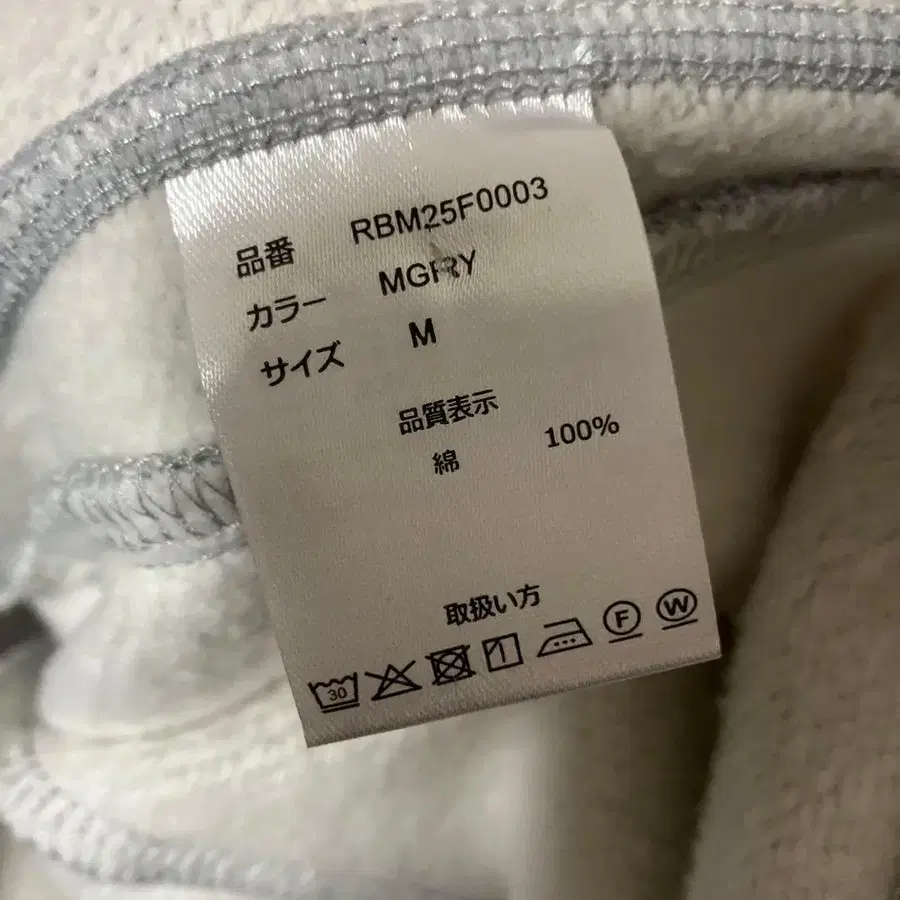 品番 RBM25F0003
カラー MGRY
サイズ M
品質表示
綿 100%
取扱い方
30 F W